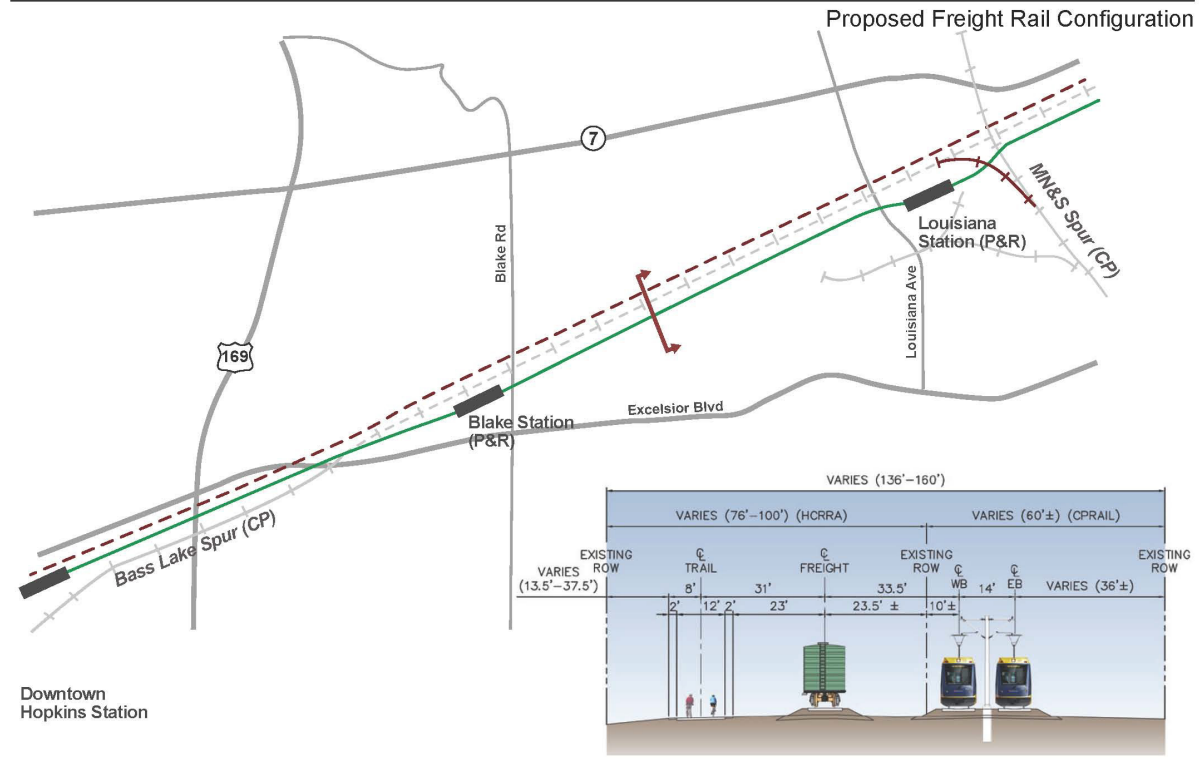 Proposed Freight Rail Configuration
7
MN&S Spur (CP)
Louisiana
Station (P&R)
Blake Rd
Louisiana Ave
169
Excelsior Blvd
Blake Station
(P&R)
Bass Lake Spur (CP)
Downtown
Hopkins Station
VARIES (136'-160')
VARIES (76'-100') (HCRRA)
VARIES (60'±) (CPRAIL)
EXISTING
ROW
℄
TRAIL
℄
FREIGHT
EXISTING
ROW
℄
WB
℄
EB
EXISTING
ROW
VARIES
(13.5'-37.5')
8'
31'
33.5'
14'
VARIES (36'±)
2'
12'
2'
23'
23.5' ±
10'±